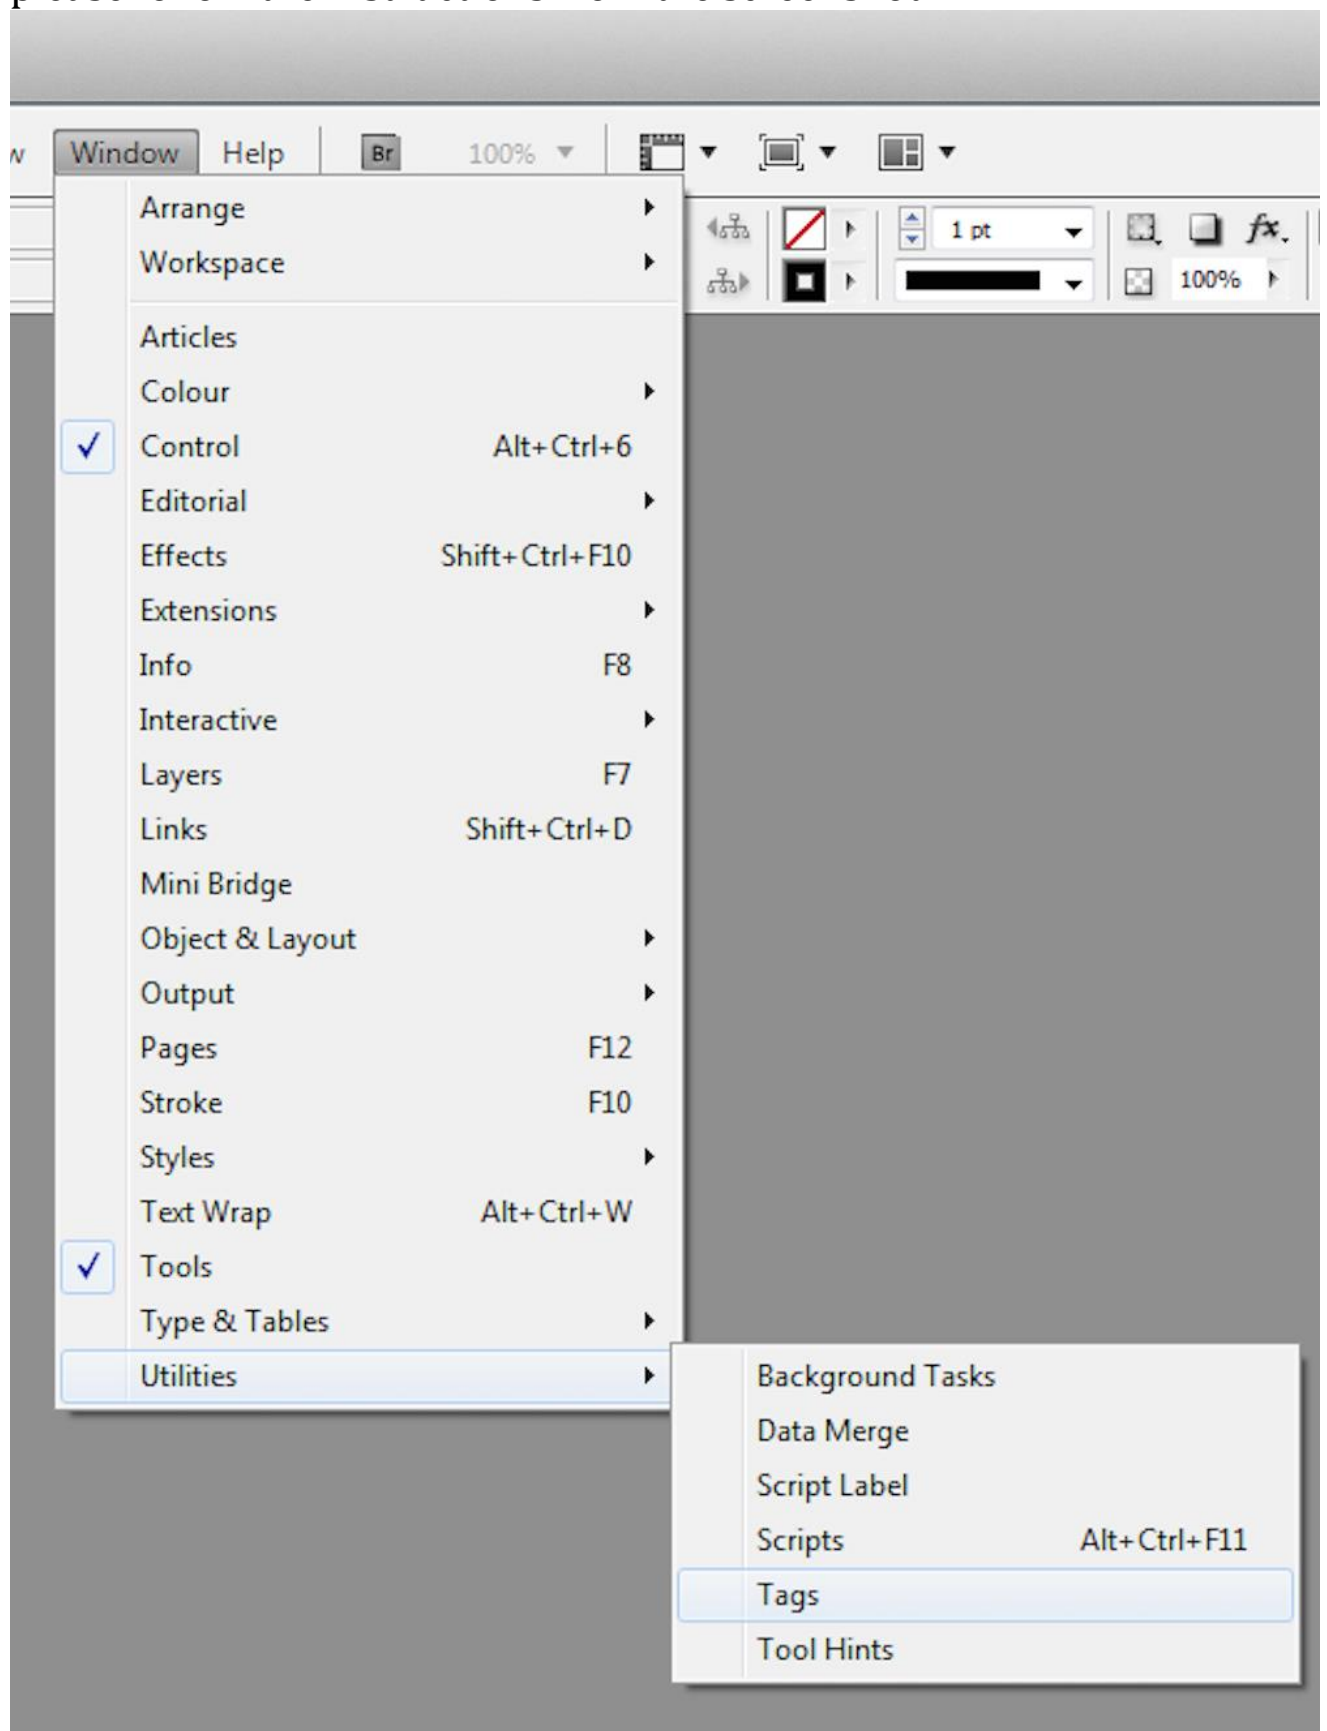 Window Help Br 100%
1 pt
100%
Arrange
Workspace
Articles
Colour
Control Alt+Ctrl+6
Editorial
Effects Shift+Ctrl+F10
Extensions
Info F8
Interactive
Layers F7
Links Shift+Ctrl+D
Mini Bridge
Object & Layout
Output
Pages F12
Stroke F10
Styles
Text Wrap Alt+Ctrl+W
Tools
Type & Tables
Utilities
Background Tasks
Data Merge
Script Label
Scripts Alt+Ctrl+F11
Tags
Tool Hints